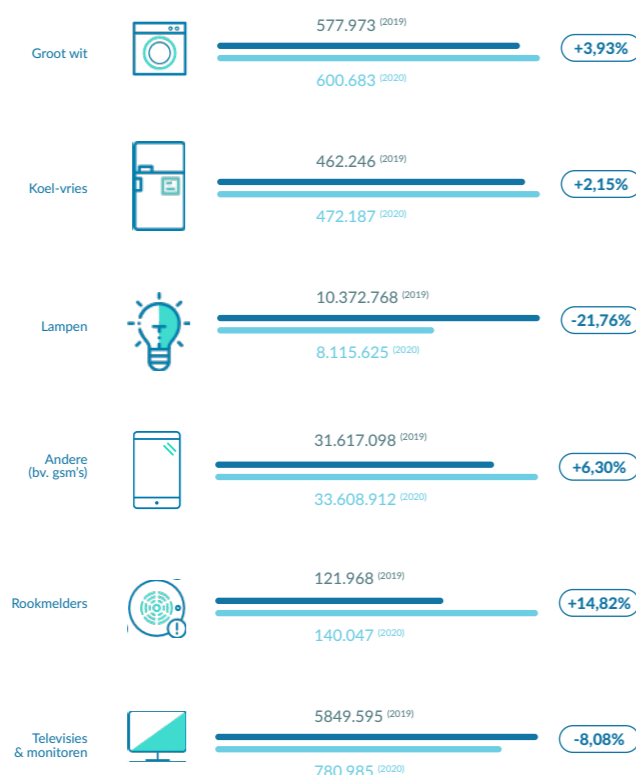 577.973 (2019)
Groot wit
+3,93%
600.683 (2020)
462.246 (2019)
Koel-vries
+2,15%
472.187 (2020)
10.372.768 (2019)
Lampen
-21,76%
8.115.625 (2020)
31.617.098 (2019)
Andere
(bv. gsm's)
+6,30%
33.608.912 (2020)
121.968 (2019)
Rookmelders
+14,82%
140.047 (2020)
5849.595 (2019)
Televisies
& monitoren
-8,08%
780.985 (2020)